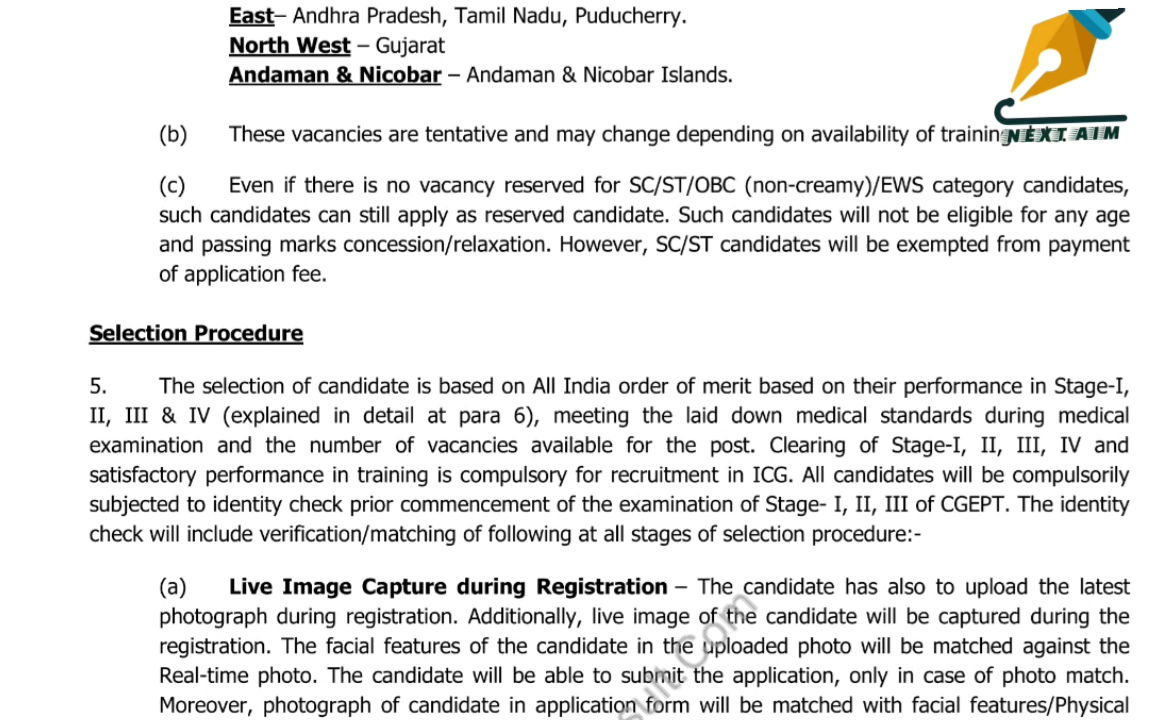 East– Andhra Pradesh, Tamil Nadu, Puducherry.
North West – Gujarat
Andaman & Nicobar – Andaman & Nicobar Islands.
(b) These vacancies are tentative and may change depending on availability of training
NEXT AIM
(c) Even if there is no vacancy reserved for SC/ST/OBC (non-creamy)/EWS category candidates,
such candidates can still apply as reserved candidate. Such candidates will not be eligible for any age
and passing marks concession/relaxation. However, SC/ST candidates will be exempted from payment
of application fee.
Selection Procedure
5. The selection of candidate is based on All India order of merit based on their performance in Stage-I,
II, III & IV (explained in detail at para 6), meeting the laid down medical standards during medical
examination and the number of vacancies available for the post. Clearing of Stage-I, II, III, IV and
satisfactory performance in training is compulsory for recruitment in ICG. All candidates will be compulsorily
subjected to identity check prior commencement of the examination of Stage- I, II, III of CGEPT. The identity
check will include verification/matching of following at all stages of selection procedure:-
(a) Live Image Capture during Registration – The candidate has also to upload the latest
photograph during registration. Additionally, live image of the candidate will be captured during the
registration. The facial features of the candidate in the uploaded photo will be matched against the
Real-time photo. The candidate will be able to submit the application, only in case of photo match.
Moreover, photograph of candidate in application form will be matched with facial features/Physical